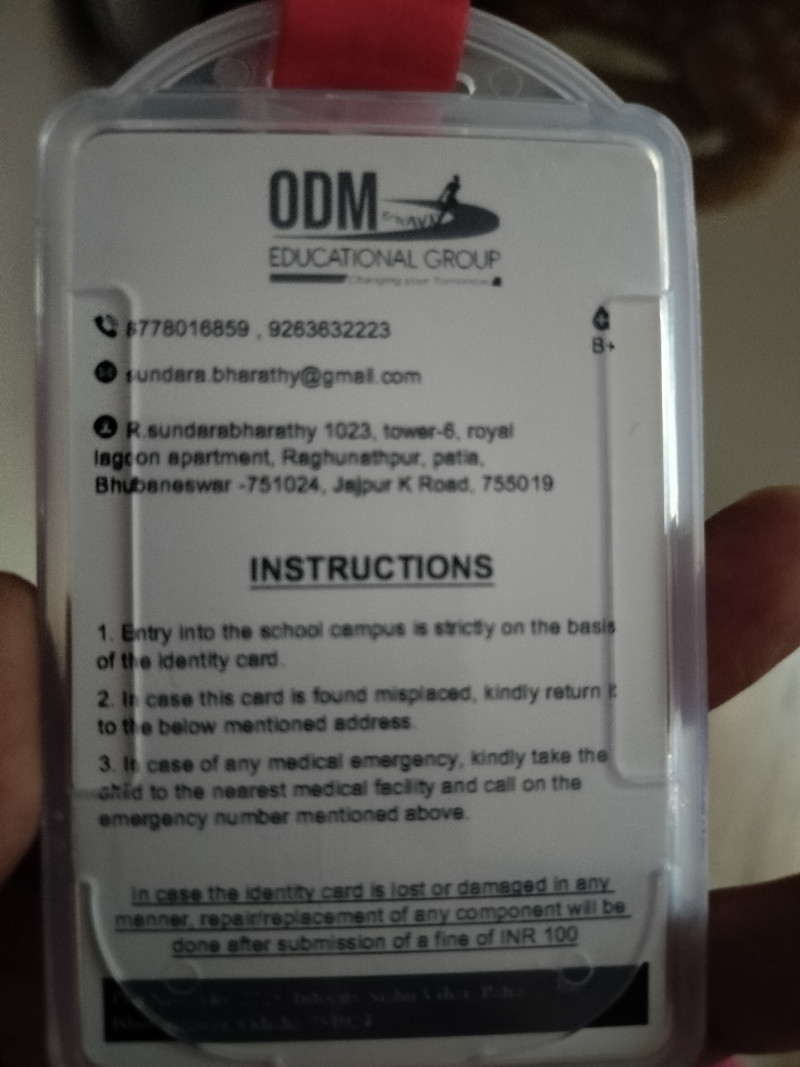 ODM
EDUCATIONAL GROUP
Changing your Tomorrow
6778016859 , 9263632223
B+
sundara.bharathy@gmail.com
R.sundarabharathy 1023, tower-6, royal
lagoon apartment, Raghunathpur, patia,
Bhubaneswar -751024, Jajpur K Road, 755019
INSTRUCTIONS
1. Entry into the school campus is strictly on the basis
of the identity card.
2. In case this card is found misplaced, kindly return it
to the below mentioned address.
3. In case of any medical emergency, kindly take the
child to the nearest medical facility and call on the
emergency number mentioned above.
In case the identity card is lost or damaged in any
manner, repair/replacement of any component will be
done after submission of a fine of INR 100